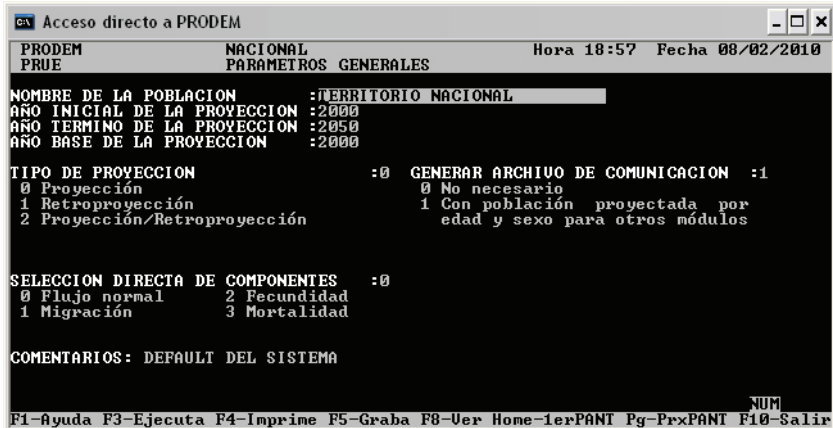 Acceso directo a PRODEM
PRODEM NACIONAL Hora 18:57 Fecha 08/02/2010
PRUE PARAMETROS GENERALES
NOMBRE DE LA POBLACION :TERRITORIO NACIONAL
AÑO INICIAL DE LA PROYECCION :2000
AÑO TERMINO DE LA PROYECCION :2050
AÑO BASE DE LA PROYECCION :2000
TIPO DE PROYECCION :0 GENERAR ARCHIVO DE COMUNICACION :1
0 Proyección 0 No necesario
1 Retroproyección 1 Con población proyectada por
2 Proyección/Retroproyección edad y sexo para otros módulos
SELECCION DIRECTA DE COMPONENTES :0
0 Flujo normal 2 Fecundidad
1 Migración 3 Mortalidad
COMENTARIOS: DEFAULT DEL SISTEMA
NUM
F1-Ayuda F3-Ejecuta F4-Imprime F5-Graba F8-Ver Home-1erPANT Pg-PrxPANT F10-Salir